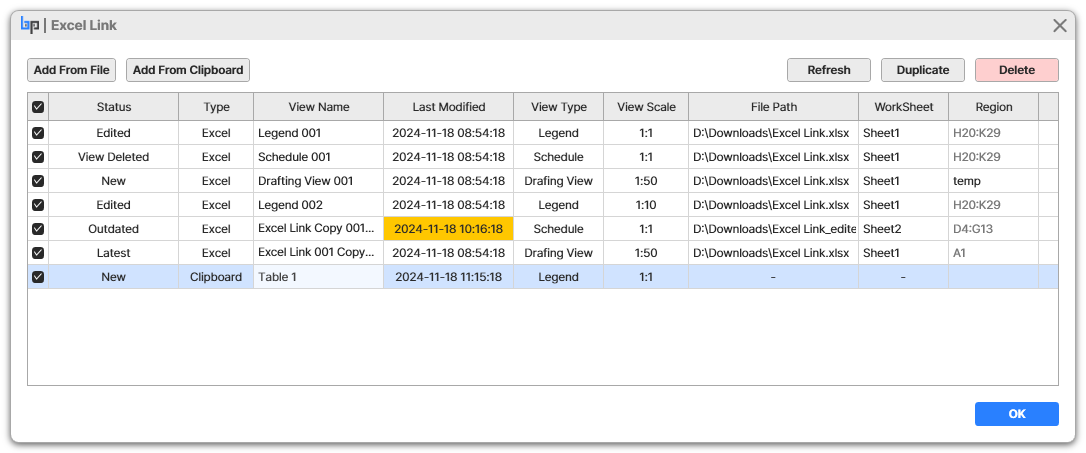 bp | Excel Link
Add From File Add From Clipboard Refresh Duplicate Delete
Status Type View Name Last Modified View Type View Scale File Path WorkSheet Region
Edited Excel Legend 001 2024-11-18 08:54:18 Legend 1:1 D:\Downloads\Excel Link.xlsx Sheet1 H20:K29
View Deleted Excel Schedule 001 2024-11-18 08:54:18 Schedule 1:1 D:\Downloads\Excel Link.xlsx Sheet1 H20:K29
New Excel Drafting View 001 2024-11-18 08:54:18 Drafing View 1:50 D:\Downloads\Excel Link.xlsx Sheet1 temp
Edited Excel Legend 002 2024-11-18 08:54:18 Legend 1:10 D:\Downloads\Excel Link.xlsx Sheet1 H20:K29
Outdated Excel Excel Link Copy 001... 2024-11-18 10:16:18 Schedule 1:1 D:\Downloads\Excel Link_edite Sheet2 D4:G13
Latest Excel Excel Link 001 Copy... 2024-11-18 08:54:18 Drafing View 1:50 D:\Downloads\Excel Link.xlsx Sheet1 A1
New Clipboard Table 1 2024-11-18 11:15:18 Legend 1:1 - -
OK